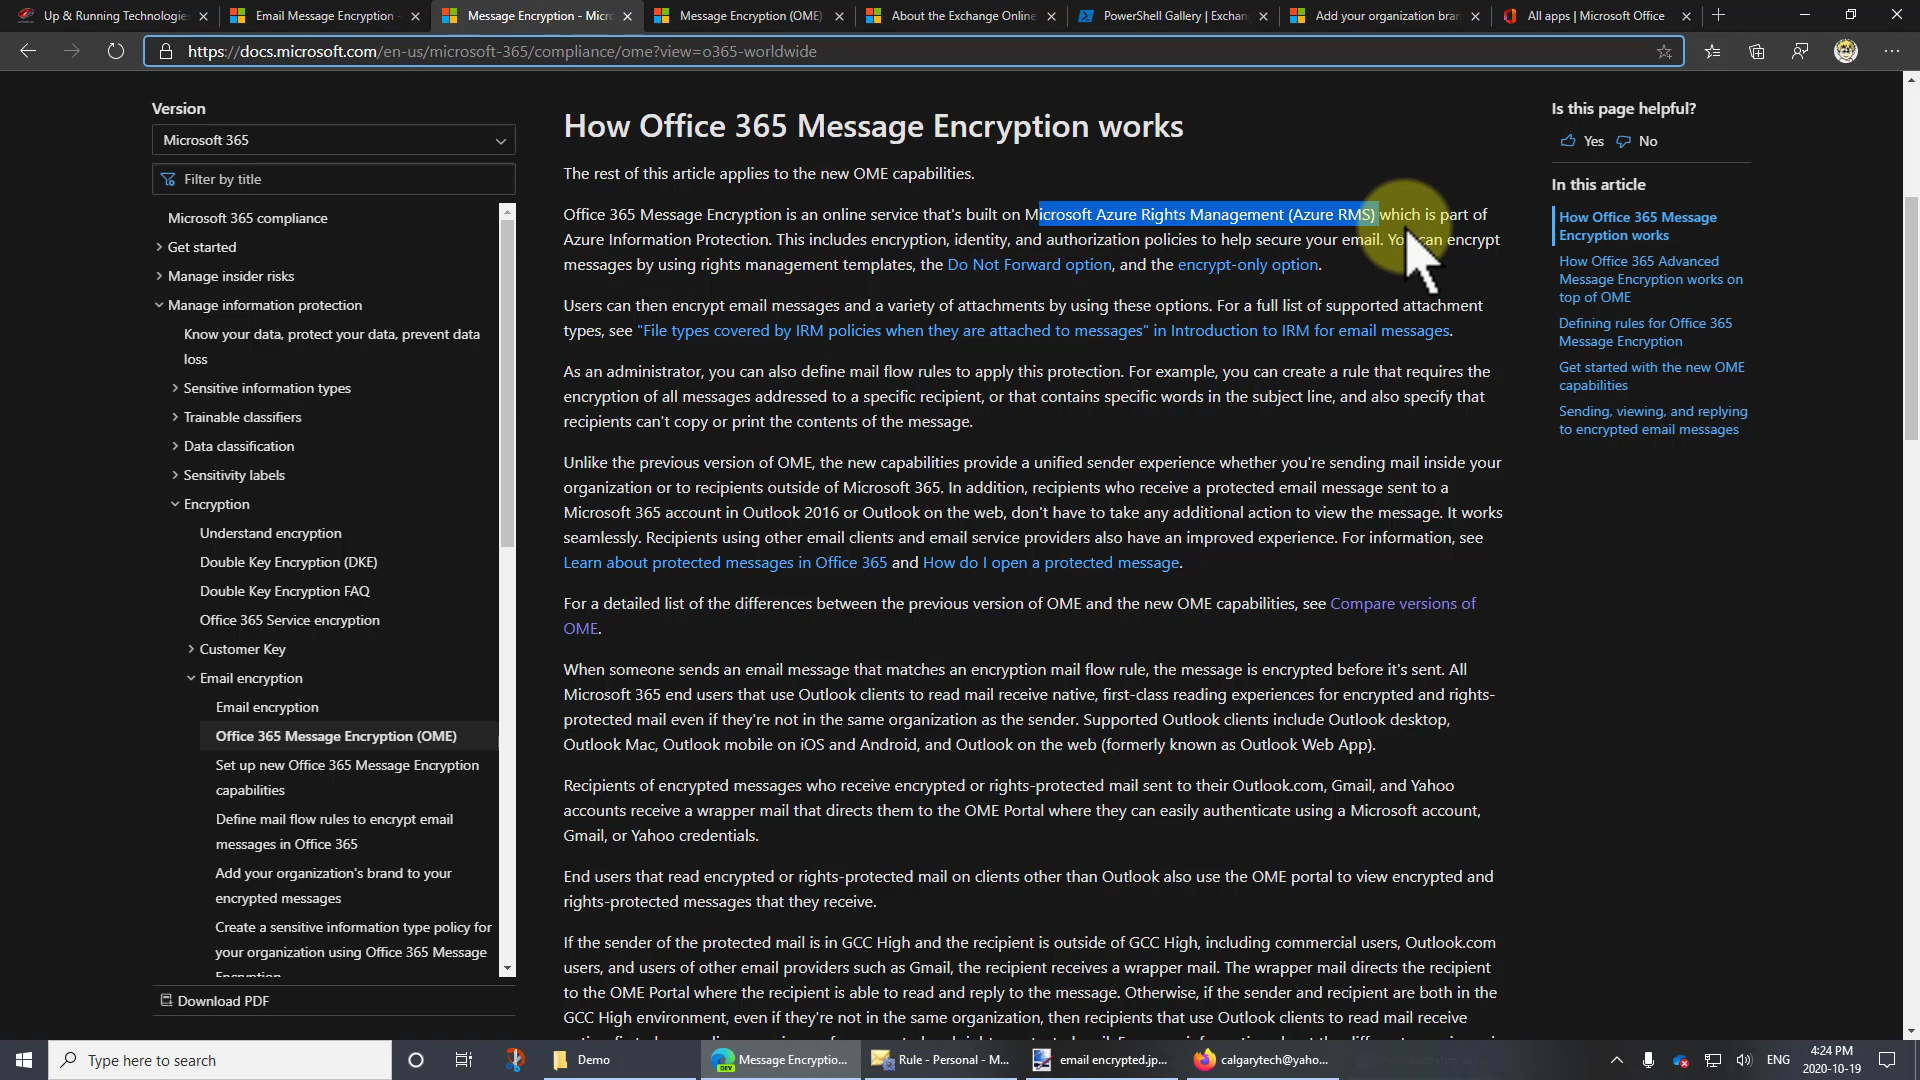 Up & Running Technologies
Email Message Encryption -
Message Encryption - Micro
Message Encryption (OME)
About the Exchange Online
PowerShell Gallery | Exchan
Add your organization bran
All apps | Microsoft Office
https://docs.microsoft.com/en-us/microsoft-365/compliance/ome?view=o365-worldwide
Version
Microsoft 365
Filter by title
Microsoft 365 compliance
Get started
Manage insider risks
Manage information protection
Know your data, protect your data, prevent data
loss
Sensitive information types
Trainable classifiers
Data classification
Sensitivity labels
Encryption
Understand encryption
Double Key Encryption (DKE)
Double Key Encryption FAQ
Office 365 Service encryption
Customer Key
Email encryption
Email encryption
Office 365 Message Encryption (OME)
Set up new Office 365 Message Encryption
capabilities
Define mail flow rules to encrypt email
messages in Office 365
Add your organization's brand to your
encrypted messages
Create a sensitive information type policy for
your organization using Office 365 Message
Encryption
Download PDF
How Office 365 Message Encryption works
The rest of this article applies to the new OME capabilities.
Office 365 Message Encryption is an online service that's built on Microsoft Azure Rights Management (Azure RMS) which is part of
Azure Information Protection. This includes encryption, identity, and authorization policies to help secure your email. You can encrypt
messages by using rights management templates, the Do Not Forward option, and the encrypt-only option.
Users can then encrypt email messages and a variety of attachments by using these options. For a full list of supported attachment
types, see "File types covered by IRM policies when they are attached to messages" in Introduction to IRM for email messages.
As an administrator, you can also define mail flow rules to apply this protection. For example, you can create a rule that requires the
encryption of all messages addressed to a specific recipient, or that contains specific words in the subject line, and also specify that
recipients can't copy or print the contents of the message.
Unlike the previous version of OME, the new capabilities provide a unified sender experience whether you're sending mail inside your
organization or to recipients outside of Microsoft 365. In addition, recipients who receive a protected email message sent to a
Microsoft 365 account in Outlook 2016 or Outlook on the web, don't have to take any additional action to view the message. It works
seamlessly. Recipients using other email clients and email service providers also have an improved experience. For information, see
Learn about protected messages in Office 365 and How do I open a protected message.
For a detailed list of the differences between the previous version of OME and the new OME capabilities, see Compare versions of
OME.
When someone sends an email message that matches an encryption mail flow rule, the message is encrypted before it's sent. All
Microsoft 365 end users that use Outlook clients to read mail receive native, first-class reading experiences for encrypted and rights-
protected mail even if they're not in the same organization as the sender. Supported Outlook clients include Outlook desktop,
Outlook Mac, Outlook mobile on iOS and Android, and Outlook on the web (formerly known as Outlook Web App).
Recipients of encrypted messages who receive encrypted or rights-protected mail sent to their Outlook.com, Gmail, and Yahoo
accounts receive a wrapper mail that directs them to the OME Portal where they can easily authenticate using a Microsoft account,
Gmail, or Yahoo credentials.
End users that read encrypted or rights-protected mail on clients other than Outlook also use the OME portal to view encrypted and
rights-protected messages that they receive.
If the sender of the protected mail is in GCC High and the recipient is outside of GCC High, including commercial users, Outlook.com
users, and users of other email providers such as Gmail, the recipient receives a wrapper mail. The wrapper mail directs the recipient
to the OME Portal where the recipient is able to read and reply to the message. Otherwise, if the sender and recipient are both in the
GCC High environment, even if they're not in the same organization, then recipients that use Outlook clients to read mail receive
Is this page helpful?
Yes No
In this article
How Office 365 Message
Encryption works
How Office 365 Advanced
Message Encryption works on
top of OME
Defining rules for Office 365
Message Encryption
Get started with the new OME
capabilities
Sending, viewing, and replying
to encrypted email messages
Type here to search
Demo
DEV
Message Encryptio...
Rule - Personal - M...
email encrypted.jp...
calgarytech@yaho...
ENG
4:24 PM
2020-10-19